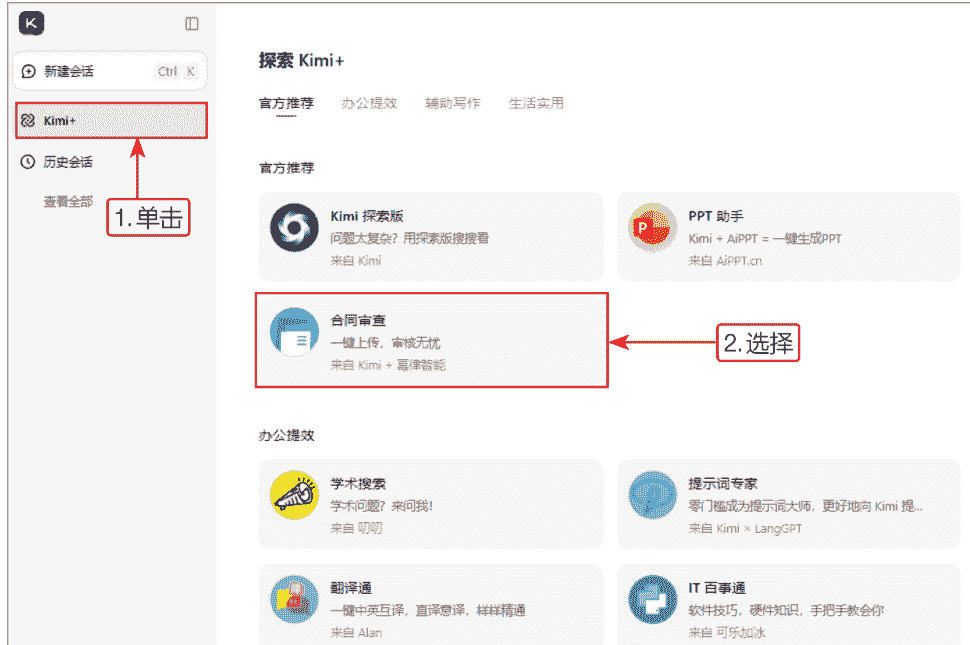 K
新建会话 Ctrl K
Kimi+
历史会话
查看全部
1.单击
探索 Kimi+
官方推荐 办公提效 辅助写作 生活实用
官方推荐
Kimi 探索版
问题太复杂？用探索版搜搜看
来自 Kimi
PPT 助手
Kimi + AiPPT = 一键生成PPT
来自 AiPPT.cn
合同审查
一键上传，审核无忧
来自 Kimi + 幂律智能
2.选择
办公提效
学术搜索
学术问题？来问我！
来自 叨叨
提示词专家
零门槛成为提示词大师，更好地向 Kimi 提...
来自 Kimi × LangGPT
翻译通
一键中英互译，直译意译，样样精通
来自 Alan
IT 百事通
软件技巧，硬件知识，手把手教会你
来自 可乐加冰